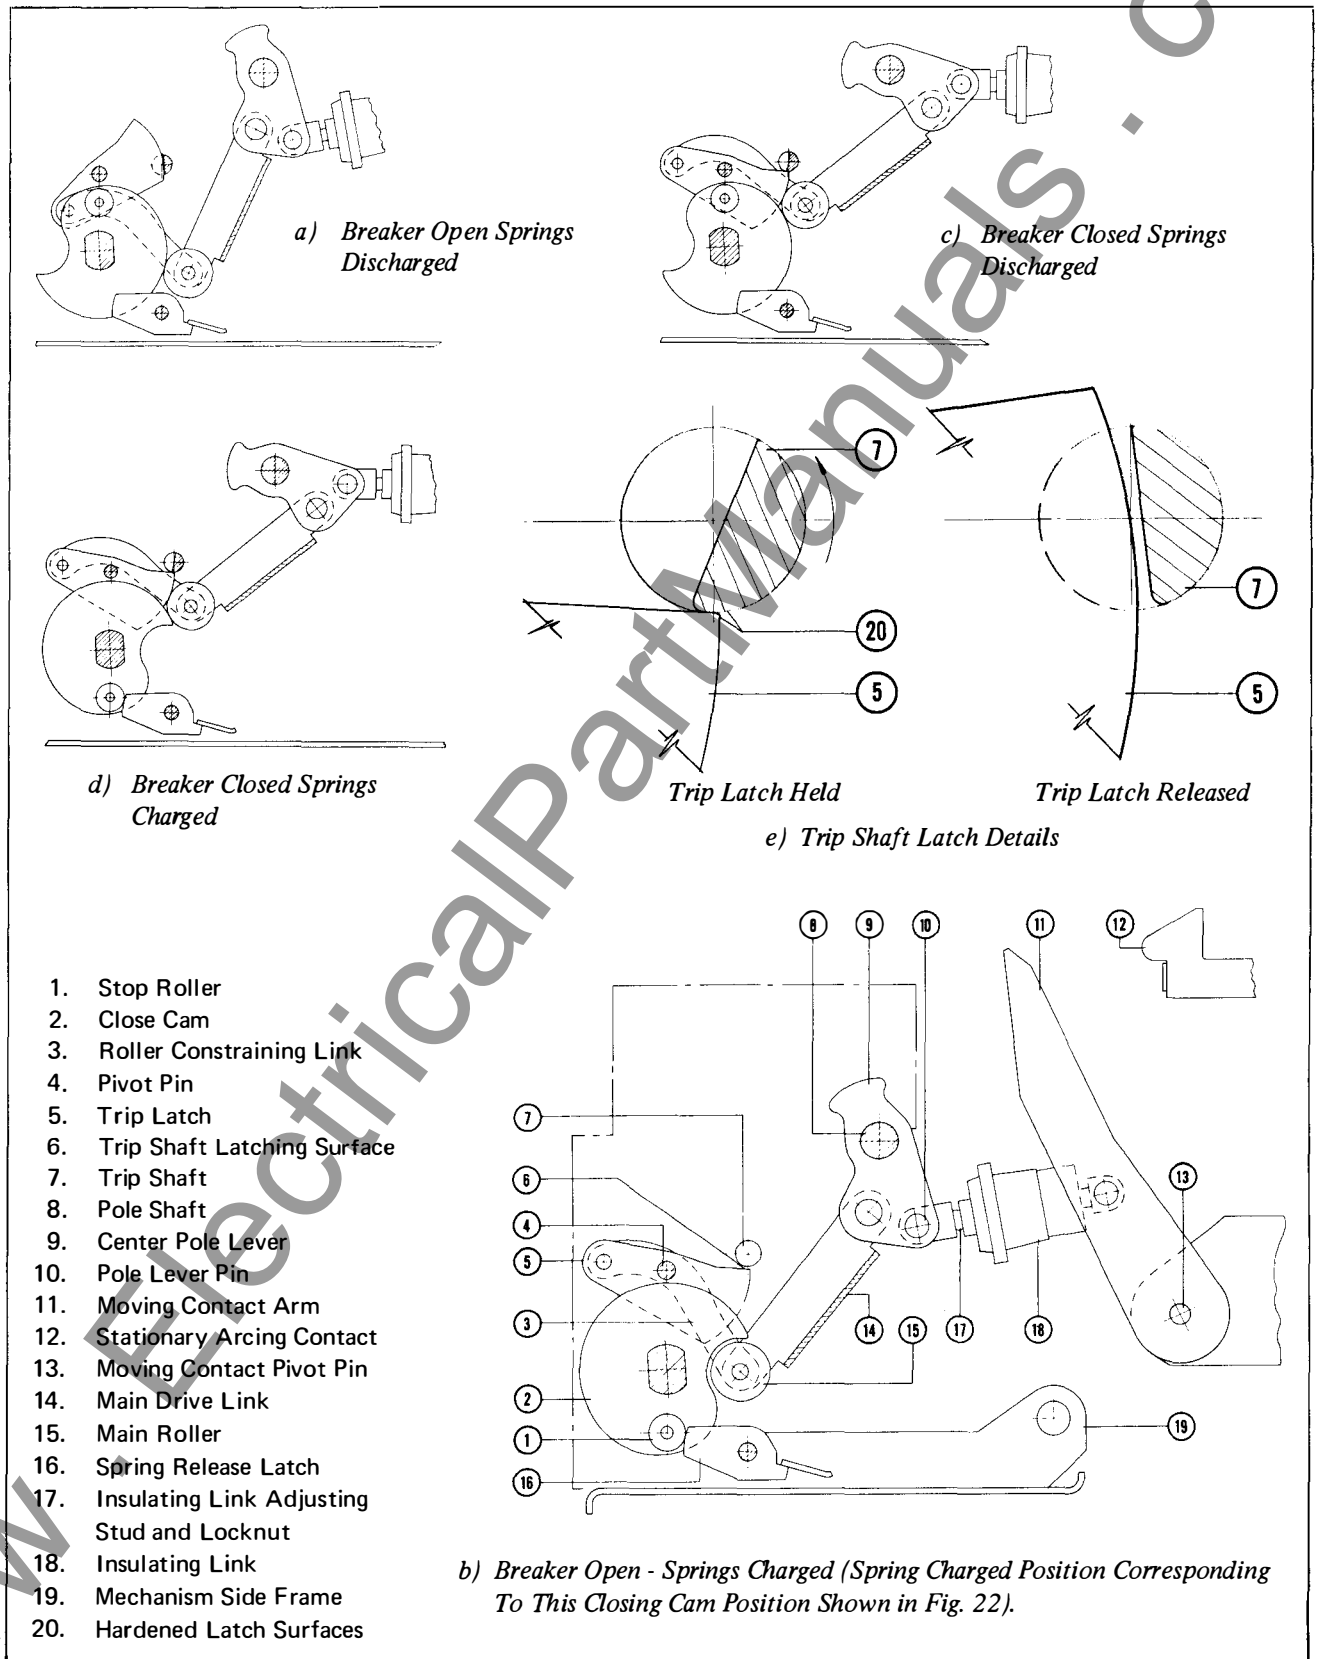 a) Breaker Open Springs
Discharged
c) Breaker Closed Springs
Discharged
7
20
5
7
5
d) Breaker Closed Springs
Charged
Trip Latch Held
Trip Latch Released
e) Trip Shaft Latch Details
1. Stop Roller
2. Close Cam
3. Roller Constraining Link
4. Pivot Pin
5. Trip Latch
6. Trip Shaft Latching Surface
7. Trip Shaft
8. Pole Shaft
9. Center Pole Lever
10. Pole Lever Pin
11. Moving Contact Arm
12. Stationary Arcing Contact
13. Moving Contact Pivot Pin
14. Main Drive Link
15. Main Roller
16. Spring Release Latch
17. Insulating Link Adjusting
Stud and Locknut
18. Insulating Link
19. Mechanism Side Frame
20. Hardened Latch Surfaces
8 9 10 11 12
7
6
4
5
3
2
1
16
14 15 17 18
13
19
b) Breaker Open - Springs Charged (Spring Charged Position Corresponding
To This Closing Cam Position Shown in Fig. 22).
w . ElectricalPartManuals . c